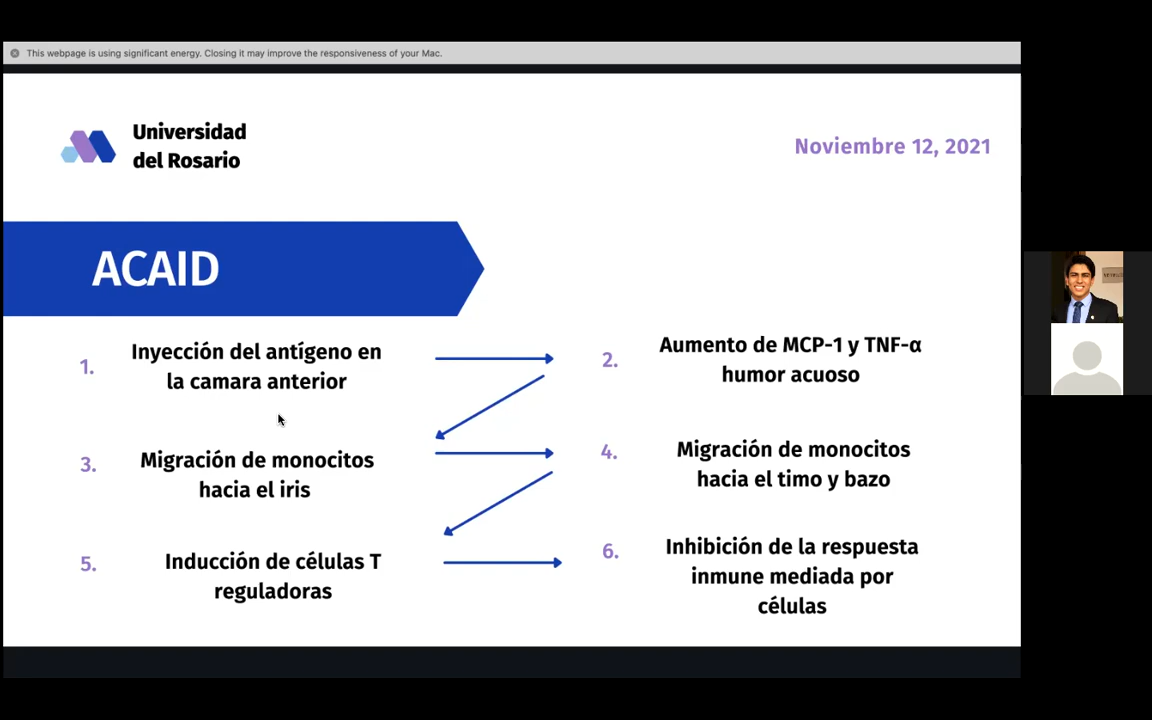 This webpage is using significant energy. Closing it may improve the responsiveness of your Mac.
Universidad
del Rosario
Noviembre 12, 2021
ACAID
1. Inyección del antígeno en
la camara anterior
2. Aumento de MCP-1 y TNF-α
humor acuoso
3. Migración de monocitos
hacia el iris
4. Migración de monocitos
hacia el timo y bazo
5. Inducción de células T
reguladoras
6. Inhibición de la respuesta
inmune mediada por
células